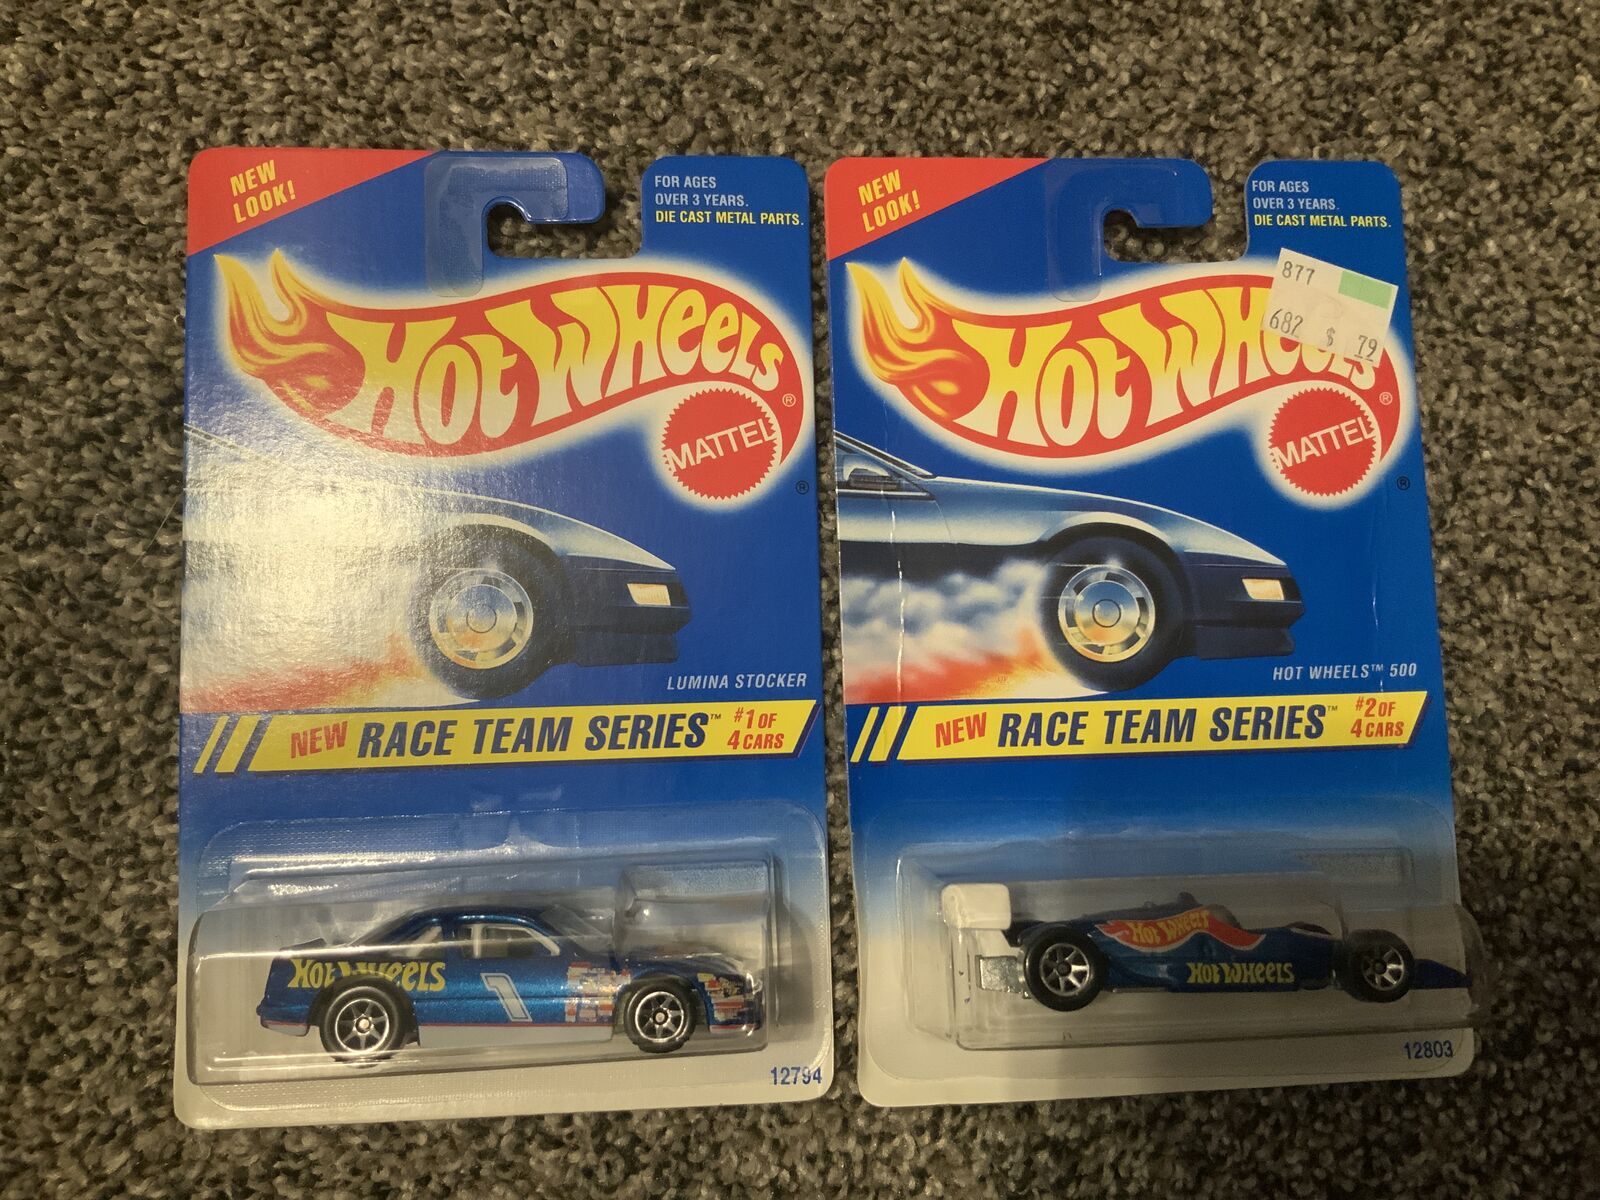 NEW
LOOK!
FOR AGES
OVER 3 YEARS.
DIE CAST METAL PARTS.
HOT WHEELS
®
MATTEL
®
LUMINA STOCKER
NEW RACE TEAM SERIES™ #1 OF
4 CARS
HOT WHEELS
1
12794
NEW
LOOK!
FOR AGES
OVER 3 YEARS.
DIE CAST METAL PARTS.
877
682 $ 79
HOT WHEELS
®
MATTEL
®
HOT WHEELS™ 500
NEW RACE TEAM SERIES™ #2 OF
4 CARS
HOT WHEELS
HOT WHEELS
12803